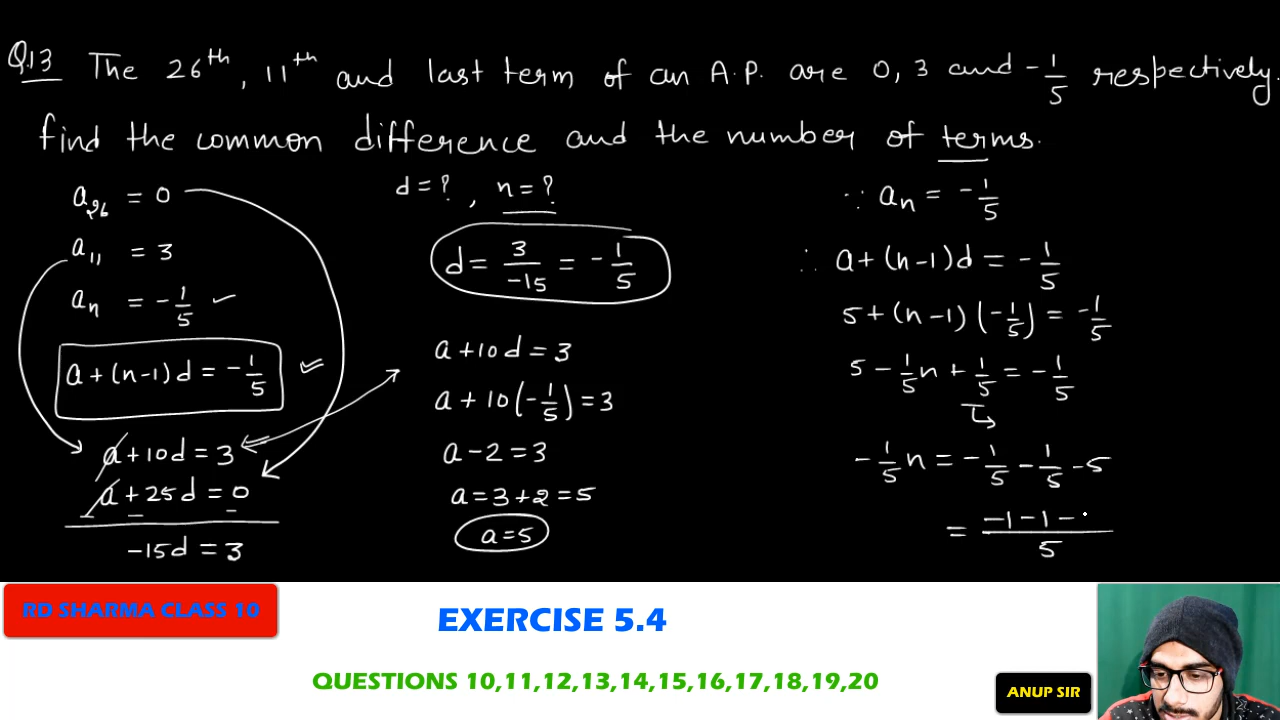 Q.13 The 26th, 11th and last term of an A.P. are 0, 3 and -1/5 respectively.
find the common difference and the number of terms.
a26 = 0
a11 = 3
an = -1/5
a+(n-1)d = -1/5
a+10d = 3
a+25d = 0
- - -
-15d = 3
d = ? , n = ?
d = 3/-15 = -1/5
a+10d = 3
a+10(-1/5) = 3
a-2 = 3
a = 3+2 = 5
a = 5
∵ an = -1/5
∴ a+(n-1)d = -1/5
5+(n-1)(-1/5) = -1/5
5 - 1/5n + 1/5 = -1/5
-1/5n = -1/5 - 1/5 - 5
= -1-1-/5
RD SHARMA CLASS 10
EXERCISE 5.4
QUESTIONS 10,11,12,13,14,15,16,17,18,19,20
ANUP SIR